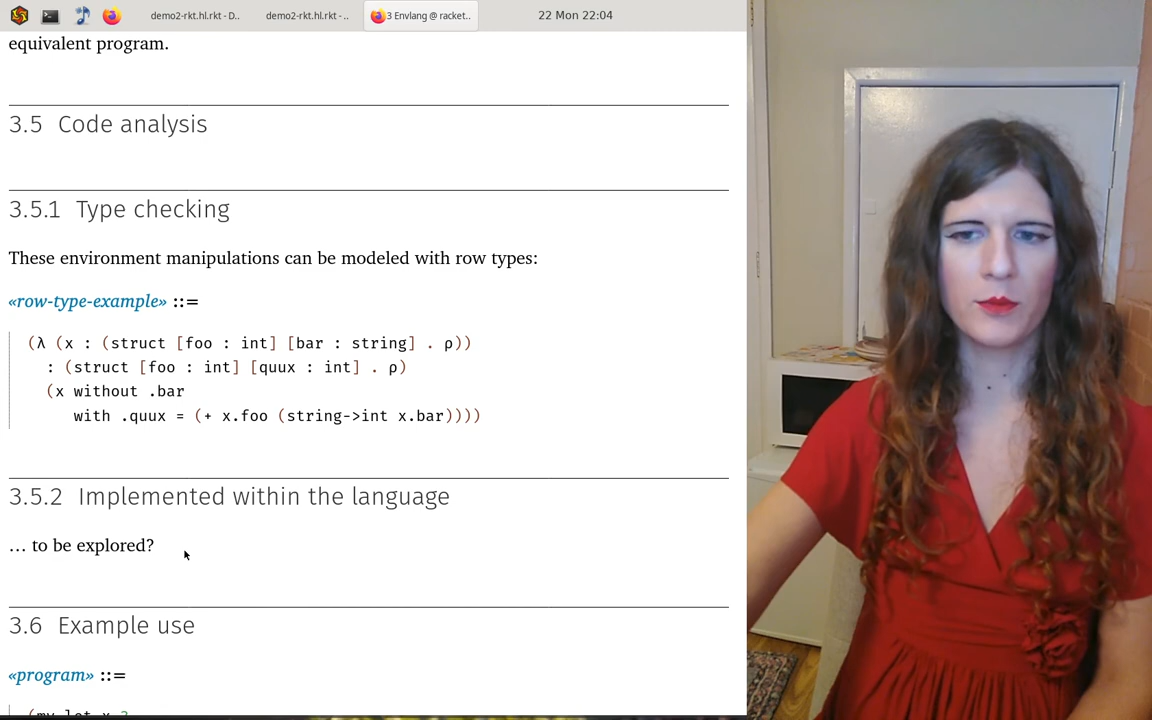 demo2-rkt.hl.rkt - D..
demo2-rkt.hl.rkt - ..
3 Envlang @ racket..
22 Mon 22:04
equivalent program.
3.5 Code analysis
3.5.1 Type checking
These environment manipulations can be modeled with row types:
«row-type-example» ::=
(λ (x : (struct [foo : int] [bar : string] . ρ))
: (struct [foo : int] [quux : int] . ρ)
(x without .bar
with .quux = (+ x.foo (string->int x.bar))))
3.5.2 Implemented within the language
… to be explored?
3.6 Example use
«program» ::=